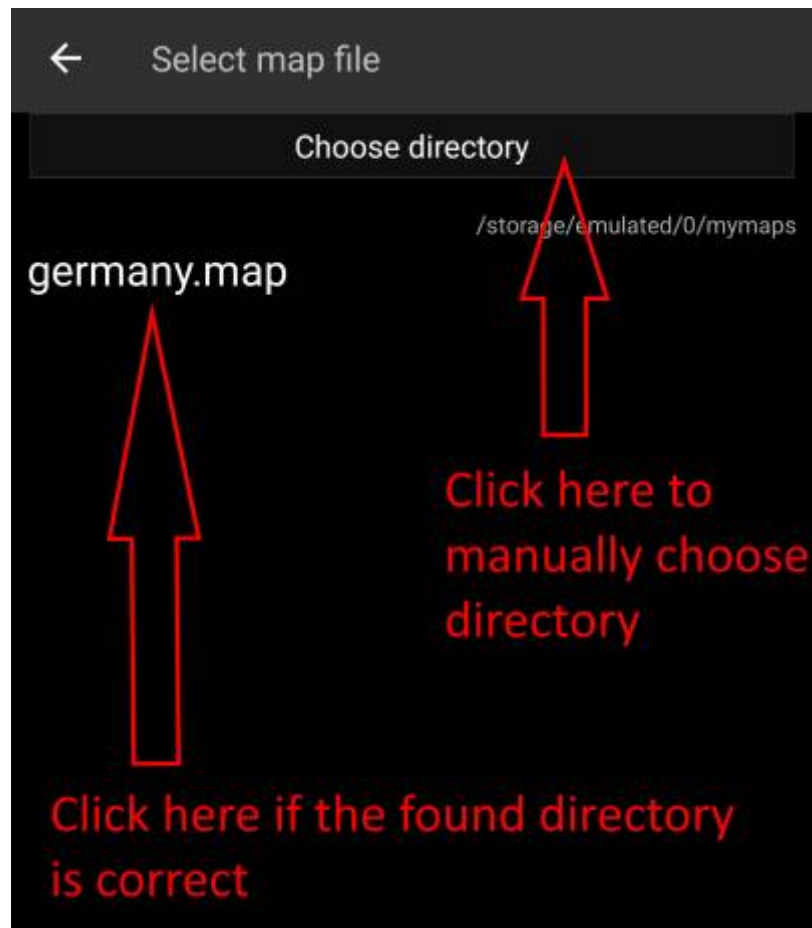 Select map file
Choose directory
/storage/emulated/0/mymaps
germany.map
Click here to
manually choose
directory
Click here if the found directory
is correct